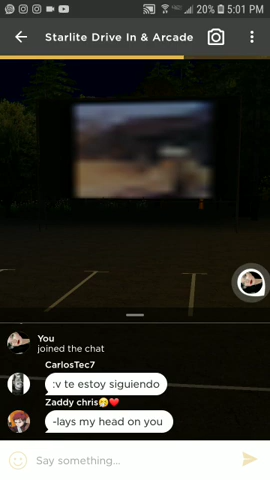 20% 5:01 PM
Starlite Drive In & Arcade
You
joined the chat
CarlosTec7
:v te estoy siguiendo
Zaddy chris🤭❤️
-lays my head on you
Say something...